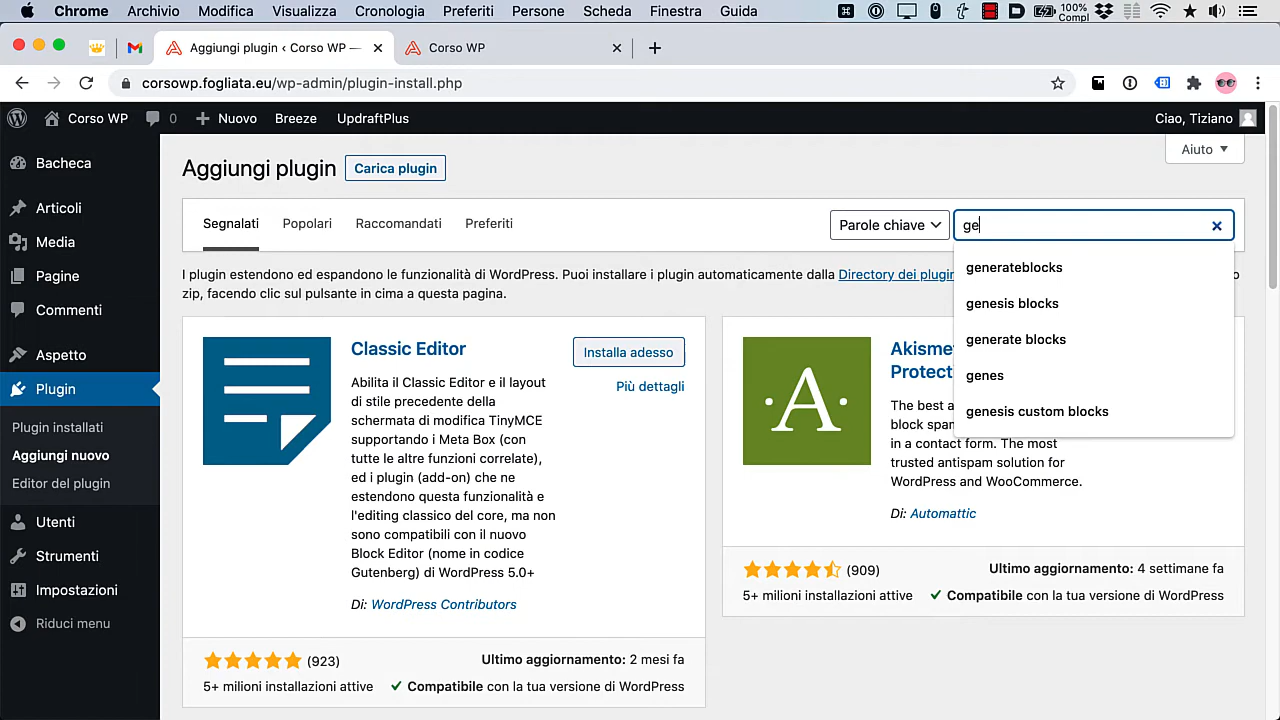 Chrome Archivio Modifica Visualizza Cronologia Preferiti Persone Scheda Finestra Guida 100% Compl
Aggiungi plugin ‹ Corso WP —
Corso WP
corsowp.fogliata.eu/wp-admin/plugin-install.php
Corso WP 0 Nuovo Breeze UpdraftPlus Ciao, Tiziano
Bacheca
Articoli
Media
Pagine
Commenti
Aspetto
Plugin
Plugin installati
Aggiungi nuovo
Editor del plugin
Utenti
Strumenti
Impostazioni
Riduci menu
Aiuto
Aggiungi plugin Carica plugin
Segnalati Popolari Raccomandati Preferiti Parole chiave ge
generateblocks
genesis blocks
generate blocks
genes
genesis custom blocks
I plugin estendono ed espandono le funzionalità di WordPress. Puoi installare i plugin automaticamente dalla Directory dei plugin o
zip, facendo clic sul pulsante in cima a questa pagina.
Classic Editor
Installa adesso
Più dettagli
Abilita il Classic Editor e il layout
di stile precedente della
schermata di modifica TinyMCE
supportando i Meta Box (con
tutte le altre funzioni correlate),
ed i plugin (add-on) che ne
estendono questa funzionalità e
l'editing classico del core, ma non
sono compatibili con il nuovo
Block Editor (nome in codice
Gutenberg) di WordPress 5.0+
Di: WordPress Contributors
(923)
Ultimo aggiornamento: 2 mesi fa
5+ milioni installazioni attive
Compatibile con la tua versione di WordPress
A
Akisme
Protect
The best a
block span
in a contact form. The most
trusted antispam solution for
WordPress and WooCommerce.
Di: Automattic
(909)
Ultimo aggiornamento: 4 settimane fa
5+ milioni installazioni attive
Compatibile con la tua versione di WordPress